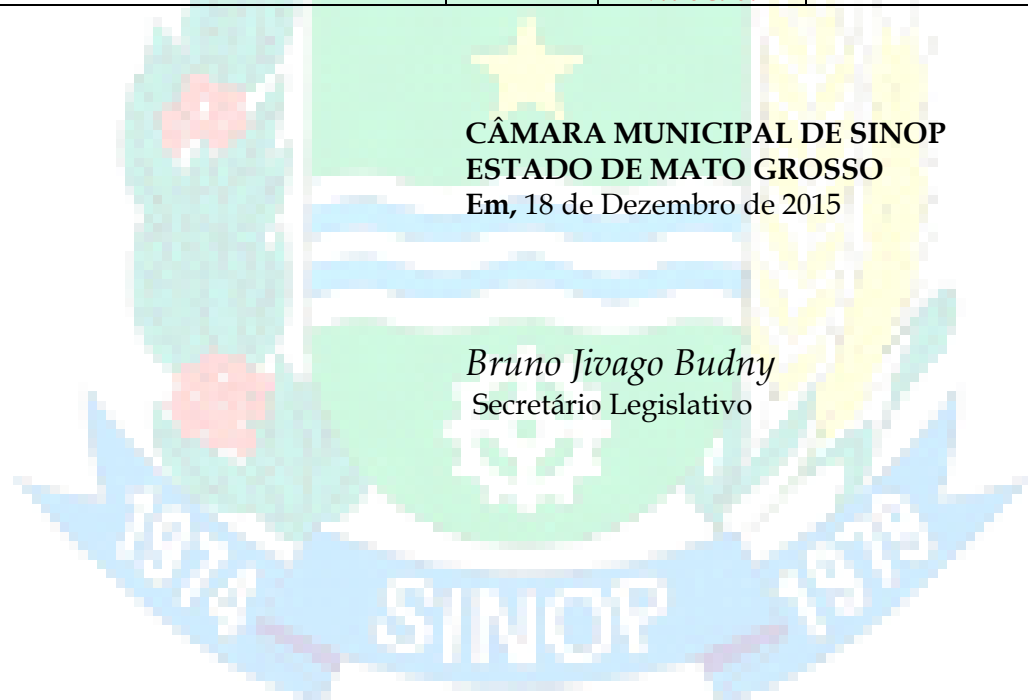 CÂMARA MUNICIPAL DE SINOP
ESTADO DE MATO GROSSO
Em, 18 de Dezembro de 2015
Bruno Jivago Budny
Secretário Legislativo
1974
SINOP
1979